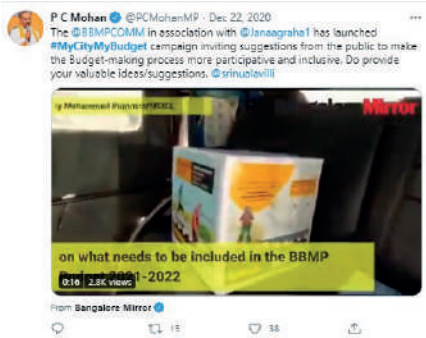 P C Mohan @PCMohanMP · Dec 22, 2020
The @BBMPCOMM in association with @Janaagraha1 has launched
#MyCityMyBudget campaign inviting suggestions from the public to make
the Budget-making process more participative and inclusive. Do provide
your valuable ideas/suggestions. @srinualavilli
Mirror
on what needs to be included in the BBMP
2021-2022
0:16 2.8K views
From Bangalore Mirror
15
38